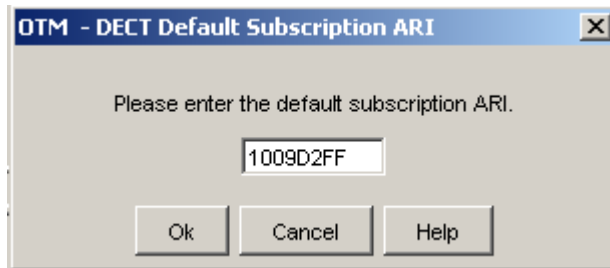 OTM - DECT Default Subscription ARI
Please enter the default subscription ARI.
1009D2FF
Ok Cancel Help